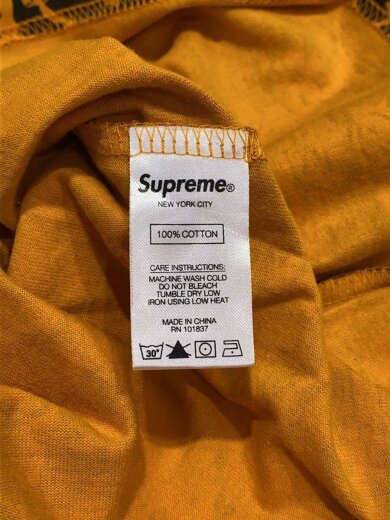 Supreme®
NEW YORK CITY
100% COTTON
CARE INSTRUCTIONS:
MACHINE WASH COLD
DO NOT BLEACH
TUMBLE DRY LOW
IRON USING LOW HEAT
MADE IN CHINA
RN 101837
30°